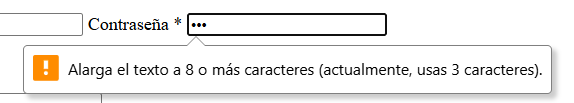 Contraseña * •••
Alarga el texto a 8 o más caracteres (actualmente, usas 3 caracteres).